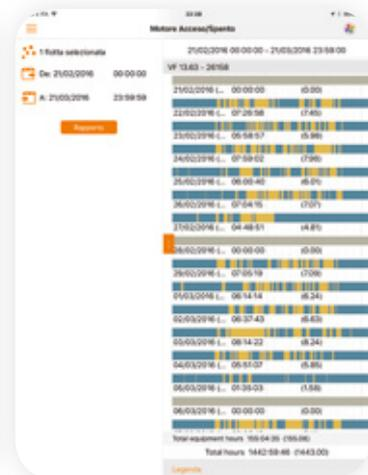 22:28
Motore Acceso/Spento
1 flotta selezionata
Da: 21/02/2016 00:00:00
A: 21/03/2016 23:59:59
Rapporto
21/02/2016 00:00:00 - 21/03/2016 23:59:00
VF 13.63 - 26158
21/02/2016 (... 00:00:00 (0.00)
22/02/2016 (... 07:26:58 (7.45)
23/02/2016 (... 05:58:57 (5.98)
24/02/2016 (... 07:59:02 (7.98)
25/02/2016 (... 06:00:40 (6.01)
26/02/2016 (... 07:04:15 (7.07)
27/02/2016 (... 04:48:51 (4.81)
28/02/2016 (... 00:00:00 (0.00)
29/02/2016 (... 07:05:19 (7.09)
01/03/2016 (... 06:14:14 (6.24)
02/03/2016 (... 06:37:43 (6.63)
03/03/2016 (... 08:14:22 (8.24)
04/03/2016 (... 05:51:07 (5.85)
05/03/2016 (... 01:35:03 (1.58)
06/03/2016 (... 00:00:00 (0.00)
Total equipment hours 155:04:35 (155.08)
Total hours 1442:59:46 (1443.00)
Legenda